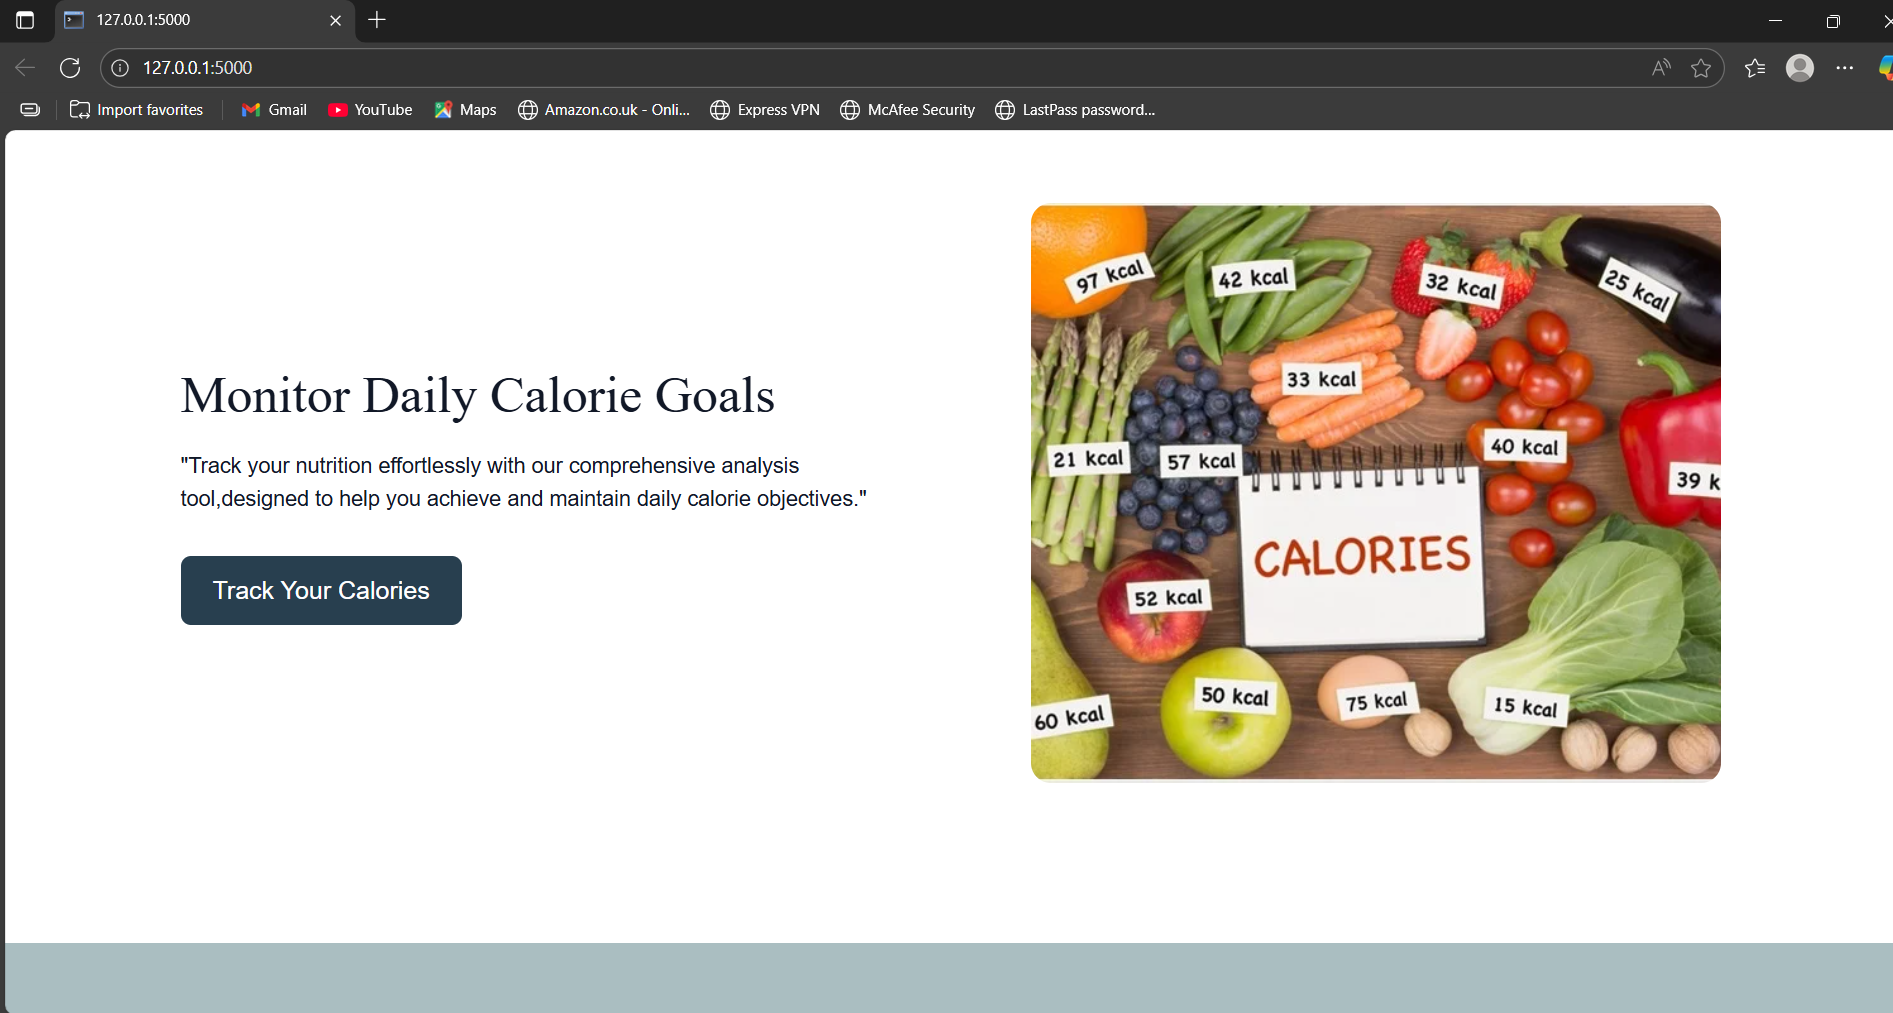 127.0.0.1:5000
127.0.0.1:5000
Import favorites
Gmail
YouTube
Maps
Amazon.co.uk - Onli...
Express VPN
McAfee Security
LastPass password...
Monitor Daily Calorie Goals
"Track your nutrition effortlessly with our comprehensive analysis
tool,designed to help you achieve and maintain daily calorie objectives."
Track Your Calories
97 kcal
42 kcal
32 kcal
25 kcal
33 kcal
21 kcal
57 kcal
40 kcal
39 k
CALORIES
52 kcal
60 kcal
50 kcal
75 kcal
15 kcal